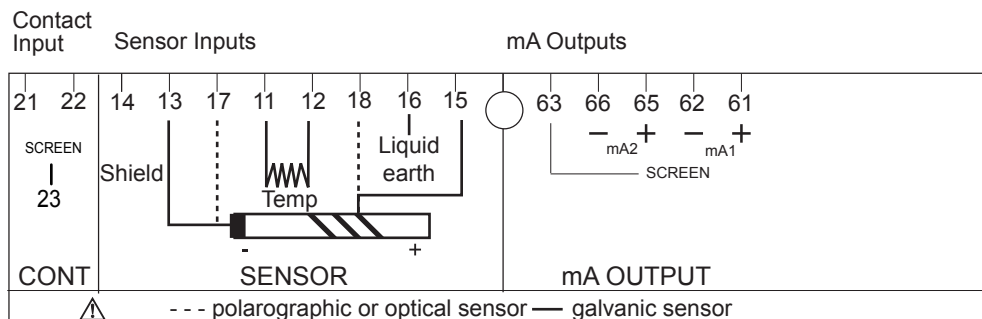 Contact
Input
Sensor Inputs
mA Outputs
21 22 14 13 17 11 12 18 16 15 63 66 65 62 61
SCREEN
23
Shield
Temp
Liquid
earth
- mA2 + - mA1 +
SCREEN
- +
CONT SENSOR mA OUTPUT
--- polarographic or optical sensor — galvanic sensor